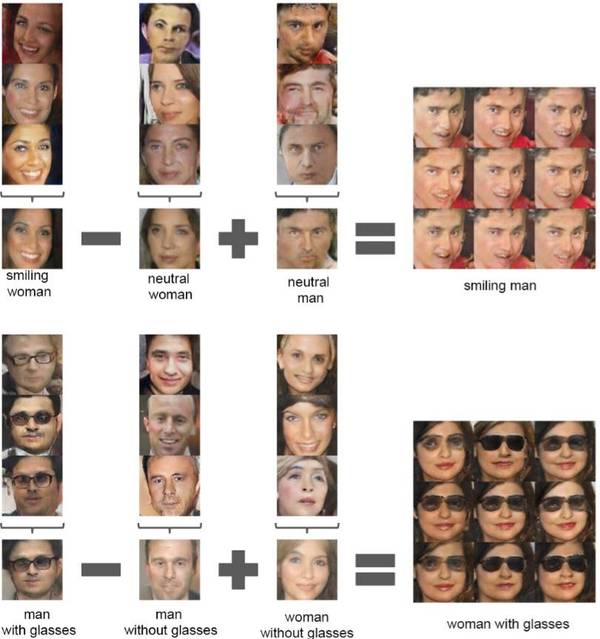 smiling
woman
neutral
woman
neutral
man
smiling man
man
with glasses
man
without glasses
woman
without glasses
woman with glasses